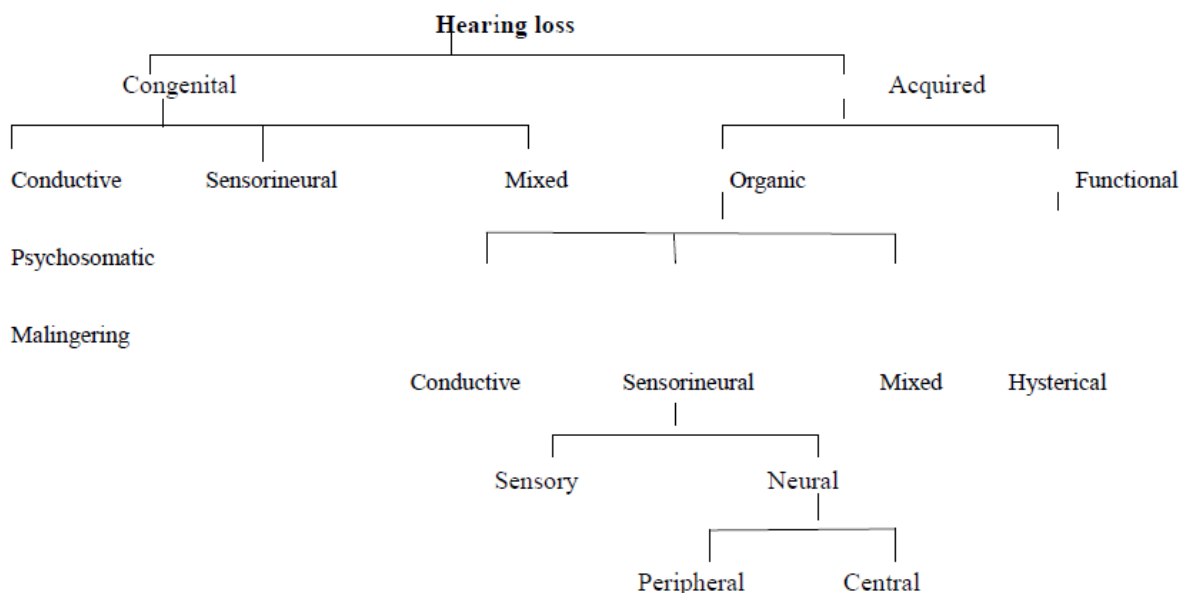 Hearing loss
Congenital Acquired
Conductive Sensorineural Mixed Organic Functional
Psychosomatic
Malingering
Conductive Sensorineural Mixed Hysterical
Sensory Neural
Peripheral Central